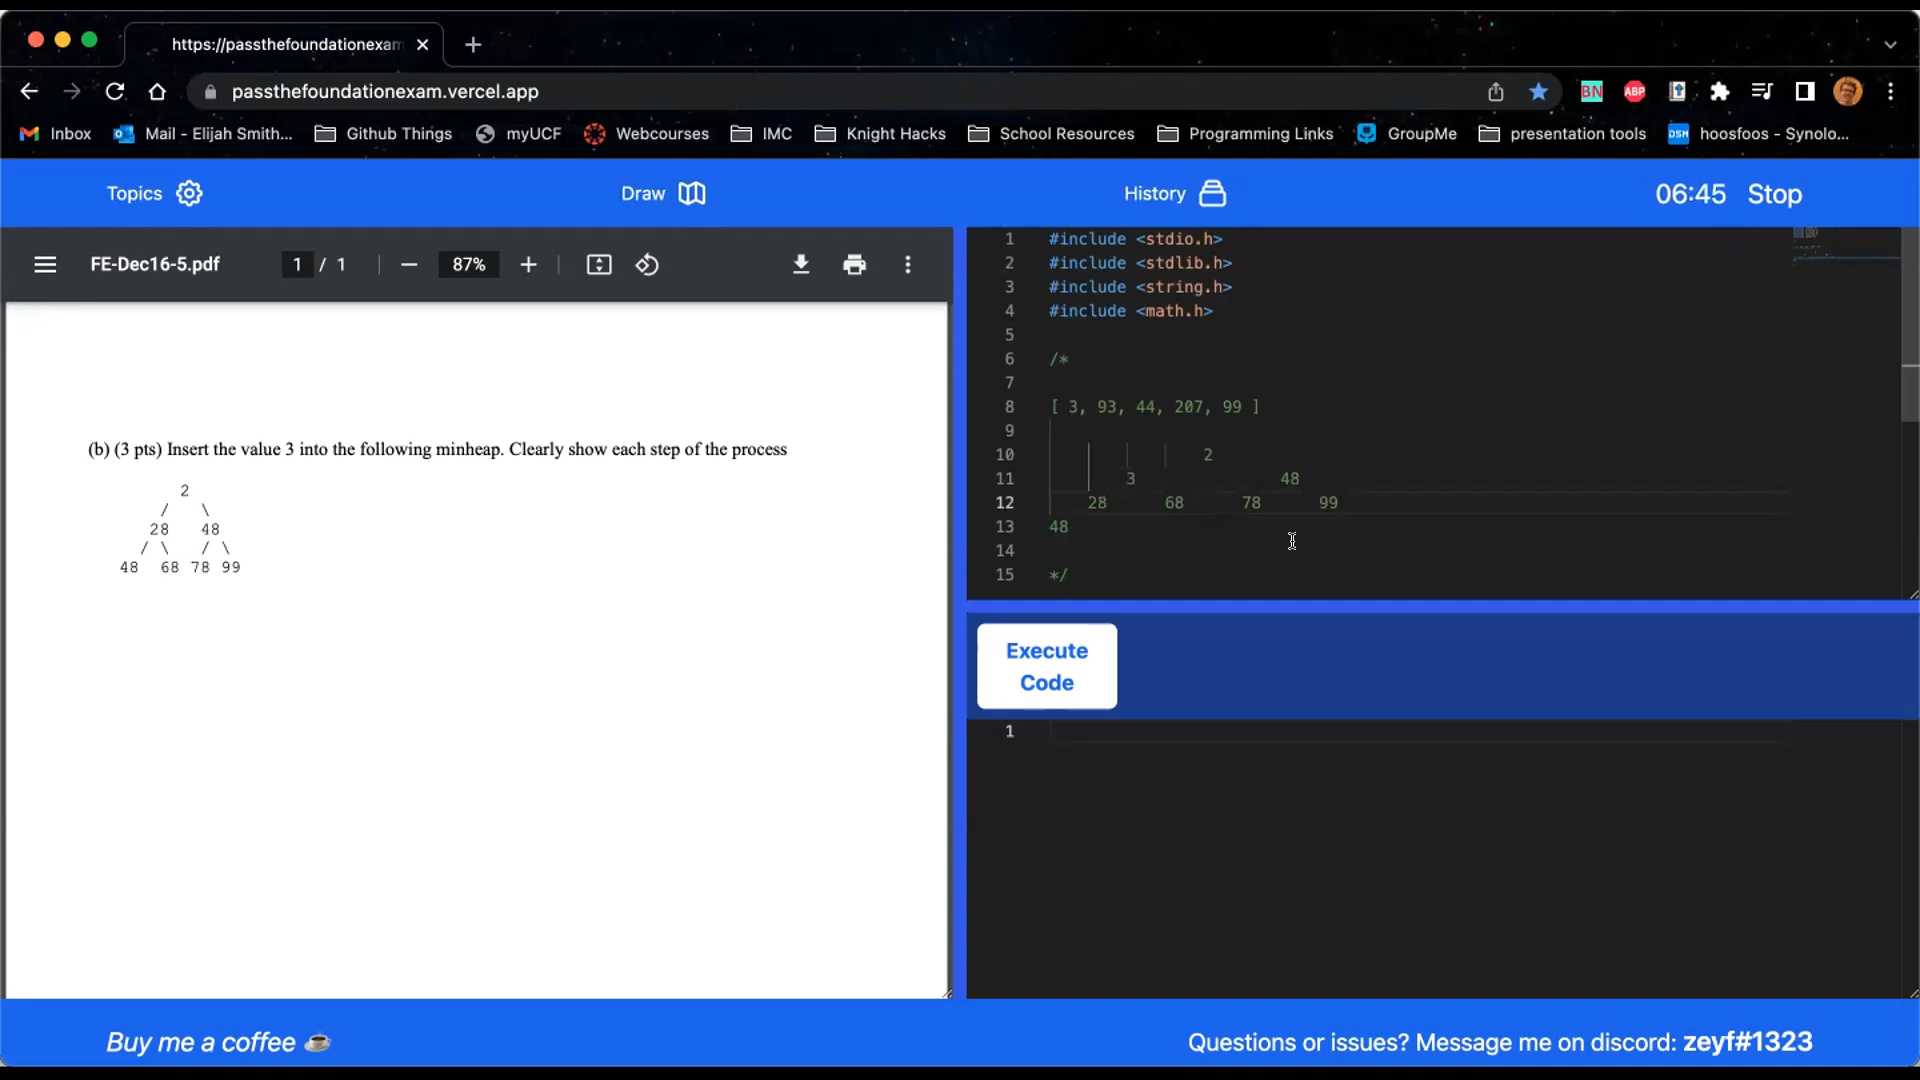 https://passthefoundationexam
passthefoundationexam.vercel.app
BN ABP
Inbox Mail - Elijah Smith... Github Things myUCF Webcourses IMC Knight Hacks School Resources Programming Links GroupMe presentation tools DSM hoosfoos - Synolo...
Topics Draw History 06:45 Stop
FE-Dec16-5.pdf 1 / 1 87%
(b) (3 pts) Insert the value 3 into the following minheap. Clearly show each step of the process
2
/ \
28 48
/ \ / \
48 68 78 99
1 #include <stdio.h>
2 #include <stdlib.h>
3 #include <string.h>
4 #include <math.h>
5
6 /*
7
8 [ 3, 93, 44, 207, 99 ]
9
10 2
11 3 48
12 28 68 78 99
13 48
14
15 */
Execute
Code
1
Buy me a coffee
Questions or issues? Message me on discord: zeyf#1323